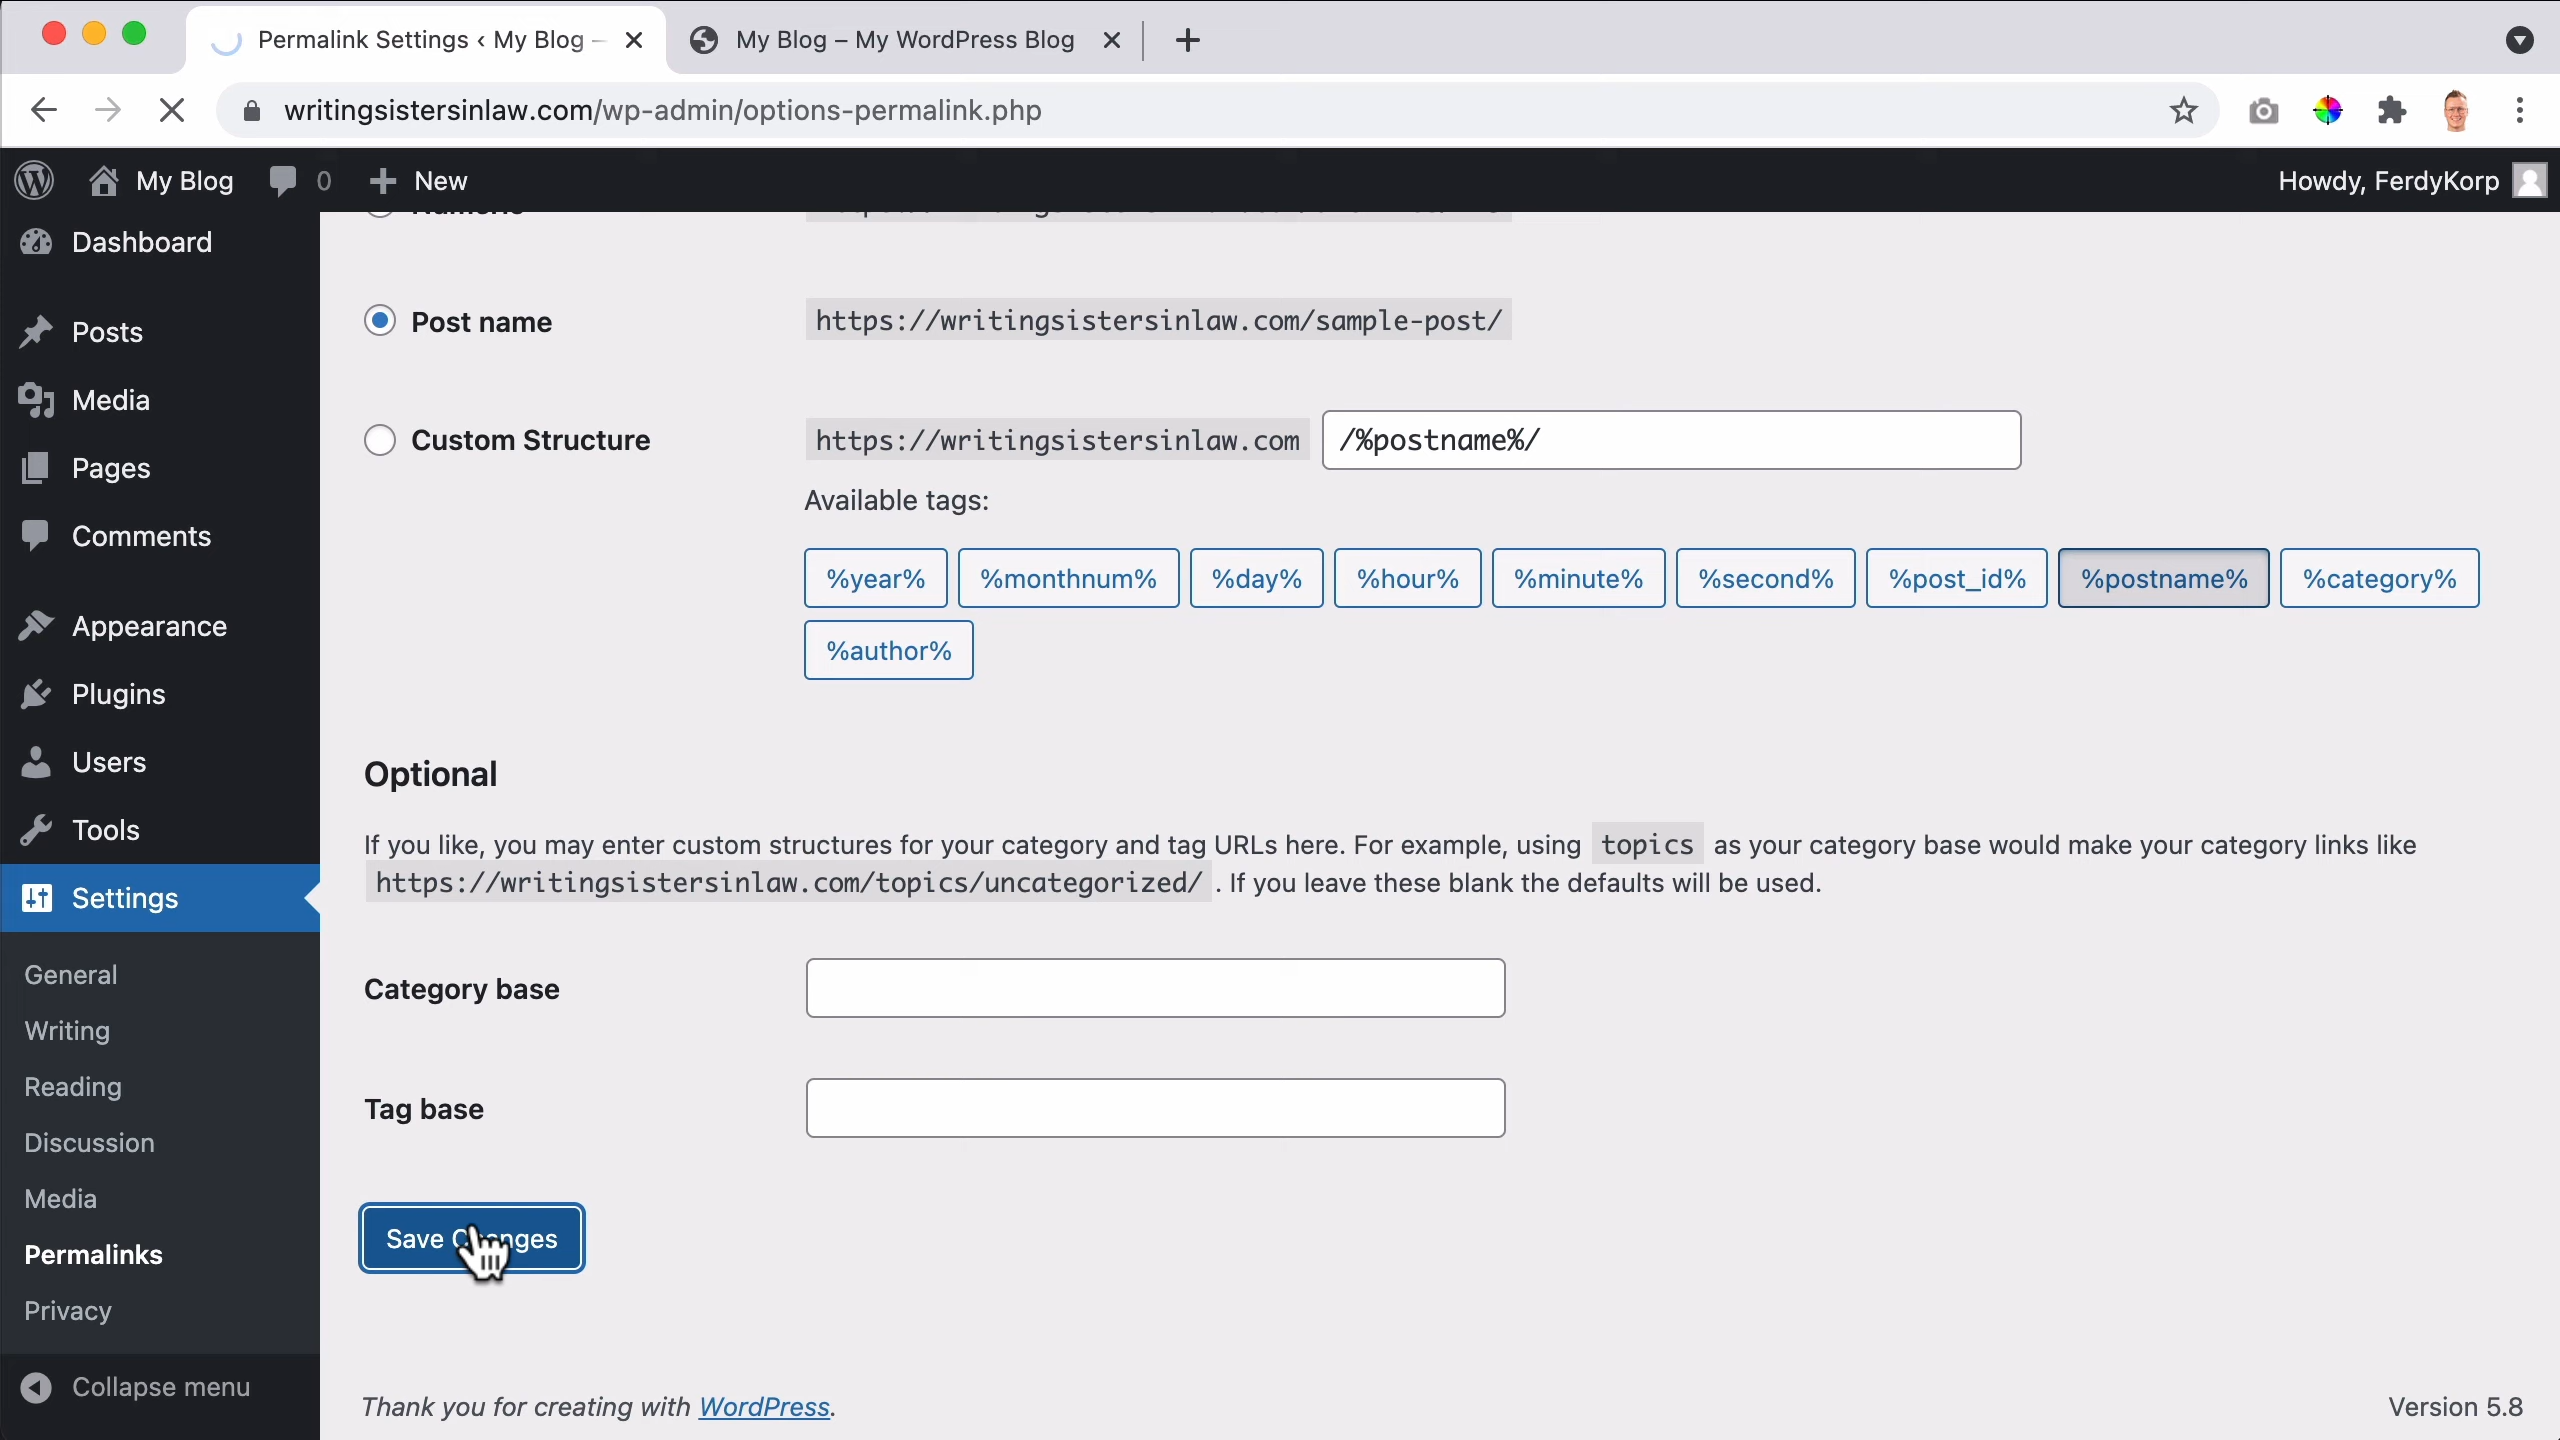 Permalink Settings ‹ My Blog –
My Blog – My WordPress Blog
writingsistersinlaw.com/wp-admin/options-permalink.php
My Blog 0 New
Howdy, FerdyKorp
Dashboard
Posts
Media
Pages
Comments
Appearance
Plugins
Users
Tools
Settings
General
Writing
Reading
Discussion
Media
Permalinks
Privacy
Collapse menu
Numeric
Post name https://writingsistersinlaw.com/sample-post/
Custom Structure https://writingsistersinlaw.com /%postname%/
Available tags:
%year% %monthnum% %day% %hour% %minute% %second% %post_id% %postname% %category%
%author%
Optional
If you like, you may enter custom structures for your category and tag URLs here. For example, using topics as your category base would make your category links like
https://writingsistersinlaw.com/topics/uncategorized/ . If you leave these blank the defaults will be used.
Category base
Tag base
Save Changes
Thank you for creating with WordPress.
Version 5.8